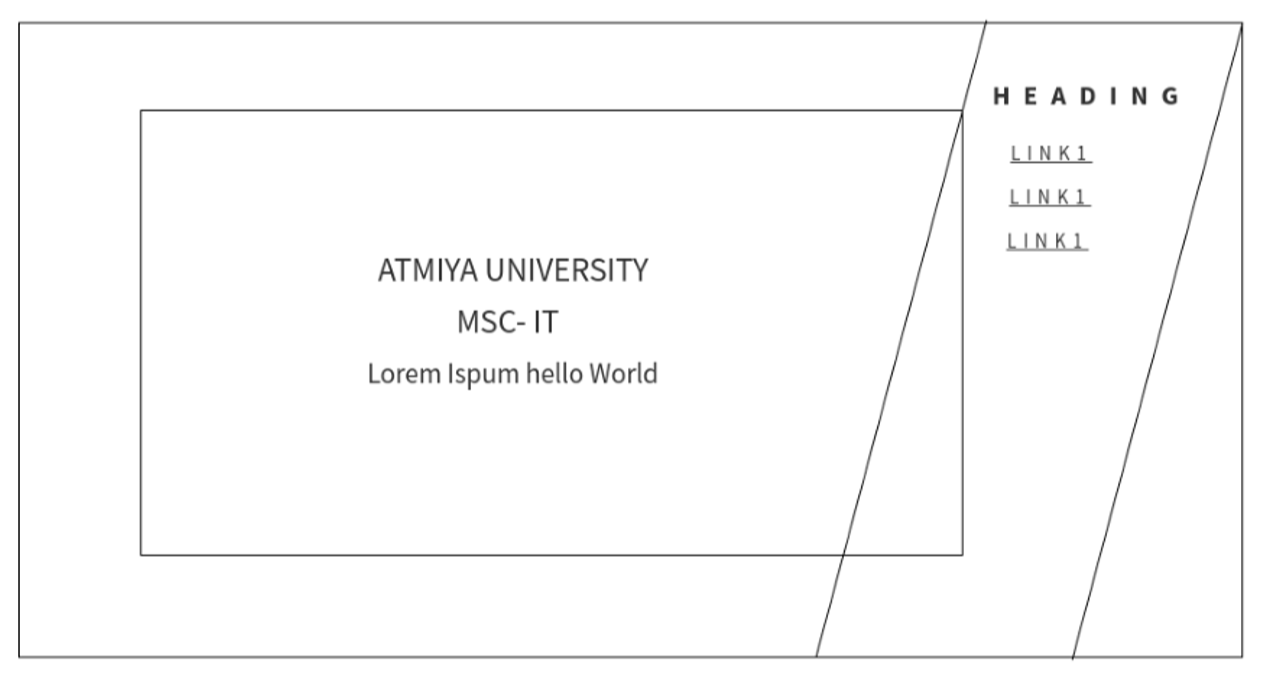 HEADING
LINK1
LINK1
LINK1
ATMIYA UNIVERSITY
MSC- IT
Lorem Ispum hello World